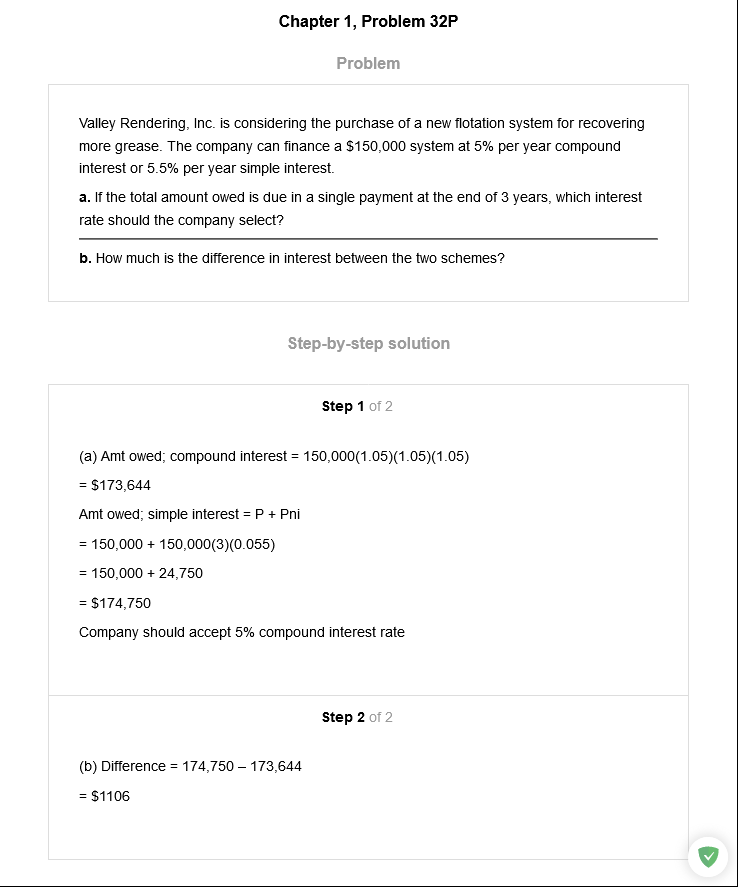 Chapter 1, Problem 32P
Problem
Valley Rendering, Inc. is considering the purchase of a new flotation system for recovering
more grease. The company can finance a $150,000 system at 5% per year compound
interest or 5.5% per year simple interest.
a. If the total amount owed is due in a single payment at the end of 3 years, which interest
rate should the company select?
b. How much is the difference in interest between the two schemes?
Step-by-step solution
Step 1 of 2
(a) Amt owed; compound interest = 150,000(1.05)(1.05)(1.05)
= $173,644
Amt owed; simple interest = P + Pni
= 150,000 + 150,000(3)(0.055)
= 150,000 + 24,750
= $174,750
Company should accept 5% compound interest rate
Step 2 of 2
(b) Difference = 174,750 – 173,644
= $1106